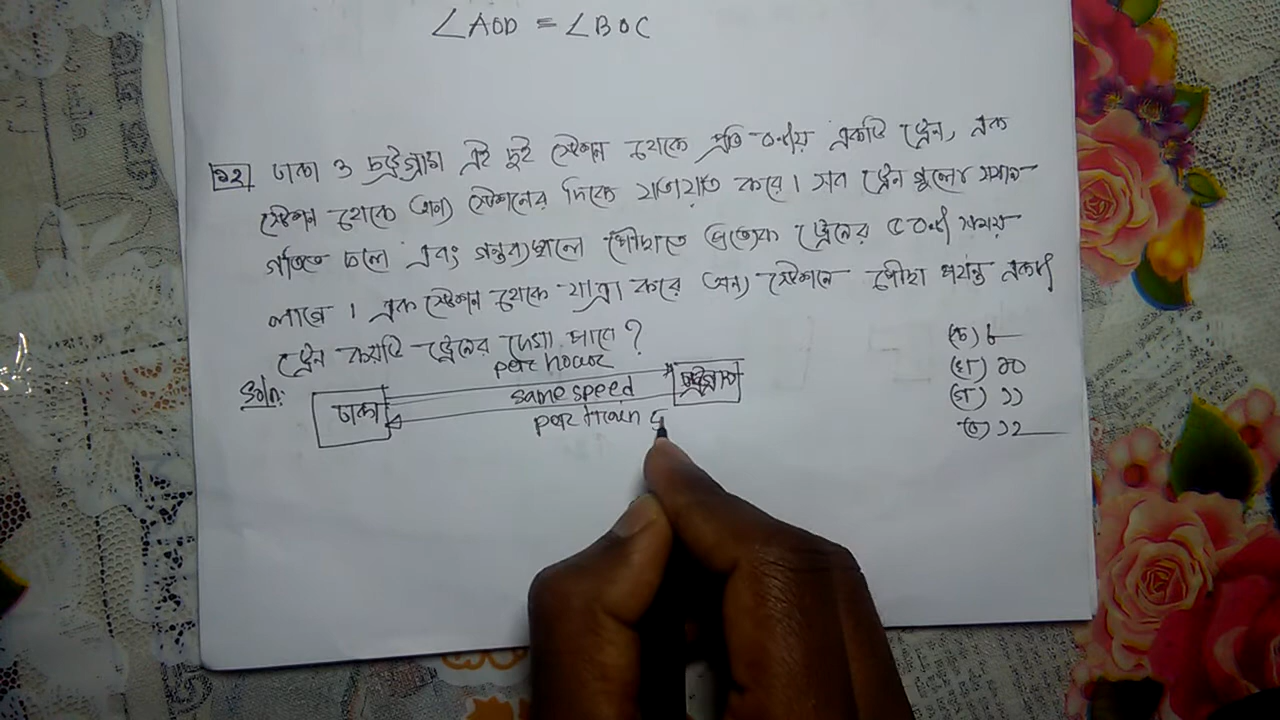 ∠AOD = ∠BOC
১২] ঢাকা ও চট্টগ্রাম এই দুই স্টেশন থেকে প্রতি ঘণ্টায় একটি ট্রেন, এক
স্টেশন থেকে অন্য স্টেশনের দিকে যাতায়াত করে। সব ট্রেন গুলোর সমান
গতিতে চলে এবং গন্তব্যস্থলে পৌছাতে প্রত্যেক ট্রেনের ৫ ঘণ্টা সময়
লাগে । এক স্টেশন থেকে যাত্রা করে অন্য স্টেশনে পৌছা পর্যন্ত একটি
ট্রেন কয়টি ট্রেনের দেখা পাবে?
(ক) ৮
(খ) ১০
(গ) ১১
(ঘ) ১২
Soln:
per hour
ঢাকা
same speed
চট্টগ্রাম
per train 5